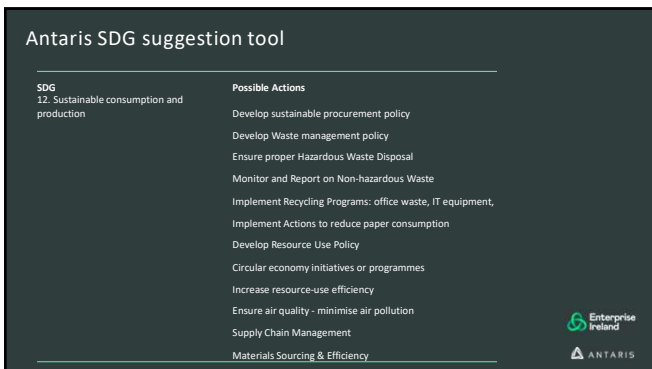 Antaris SDG suggestion tool
SDG
12. Sustainable consumption and
production
Possible Actions
Develop sustainable procurement policy
Develop Waste management policy
Ensure proper Hazardous Waste Disposal
Monitor and Report on Non-hazardous Waste
Implement Recycling Programs: office waste, IT equipment,
Implement Actions to reduce paper consumption
Develop Resource Use Policy
Circular economy initiatives or programmes
Increase resource-use efficiency
Ensure air quality - minimise air pollution
Supply Chain Management
Materials Sourcing & Efficiency
Enterprise
Ireland
ANTARIS